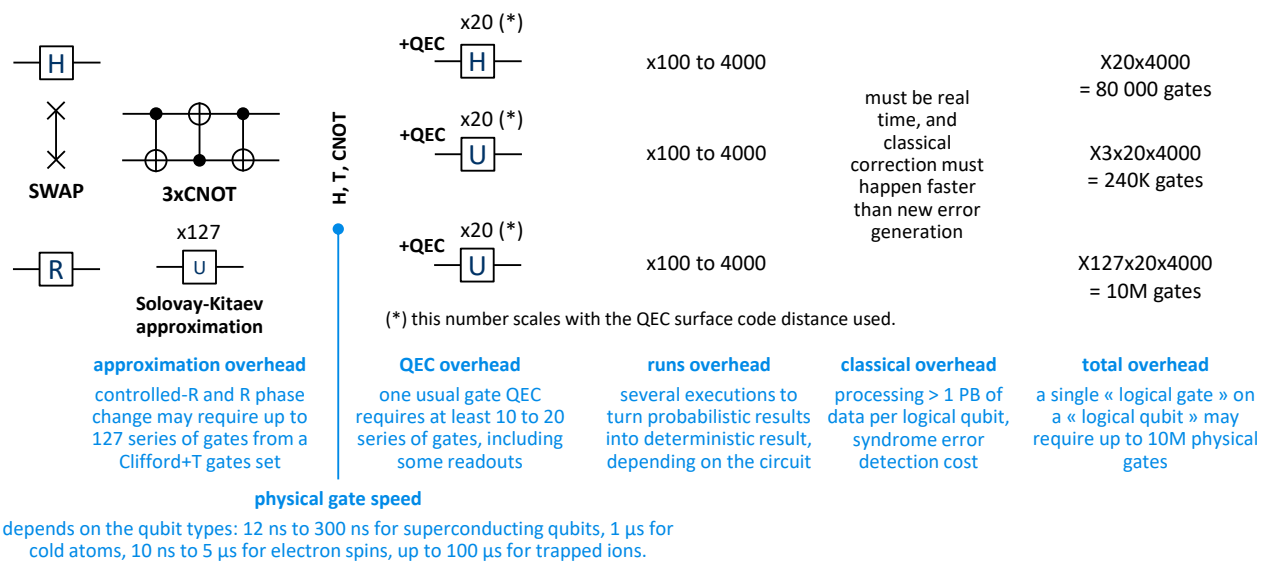 x20 (*)
+QEC
H
H
x100 to 4000
X20x4000
= 80 000 gates
must be real
time, and
classical
correction must
happen faster
than new error
generation
SWAP
3xCNOT
H, T, CNOT
x20 (*)
+QEC
U
x100 to 4000
X3x20x4000
= 240K gates
R
x127
U
Solovay-Kitaev
approximation
x20 (*)
+QEC
U
x100 to 4000
X127x20x4000
= 10M gates
(*) this number scales with the QEC surface code distance used.
approximation overhead
controlled-R and R phase
change may require up to
127 series of gates from a
Clifford+T gates set
QEC overhead
one usual gate QEC
requires at least 10 to 20
series of gates, including
some readouts
runs overhead
several executions to
turn probabilistic results
into deterministic result,
depending on the circuit
classical overhead
processing > 1 PB of
data per logical qubit,
syndrome error
detection cost
total overhead
a single « logical gate » on
a « logical qubit » may
require up to 10M physical
gates
physical gate speed
depends on the qubit types: 12 ns to 300 ns for superconducting qubits, 1 µs for
cold atoms, 10 ns to 5 µs for electron spins, up to 100 µs for trapped ions.